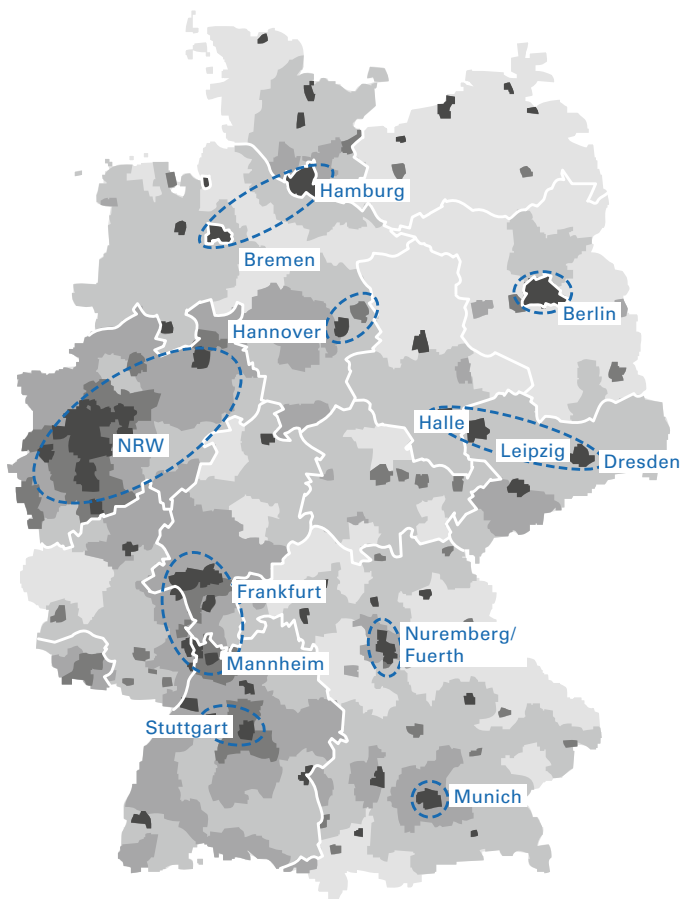 Hamburg
Bremen
Berlin
Hannover
Halle
NRW
Leipzig
Dresden
Frankfurt
Nuremberg/
Fuerth
Mannheim
Stuttgart
Munich